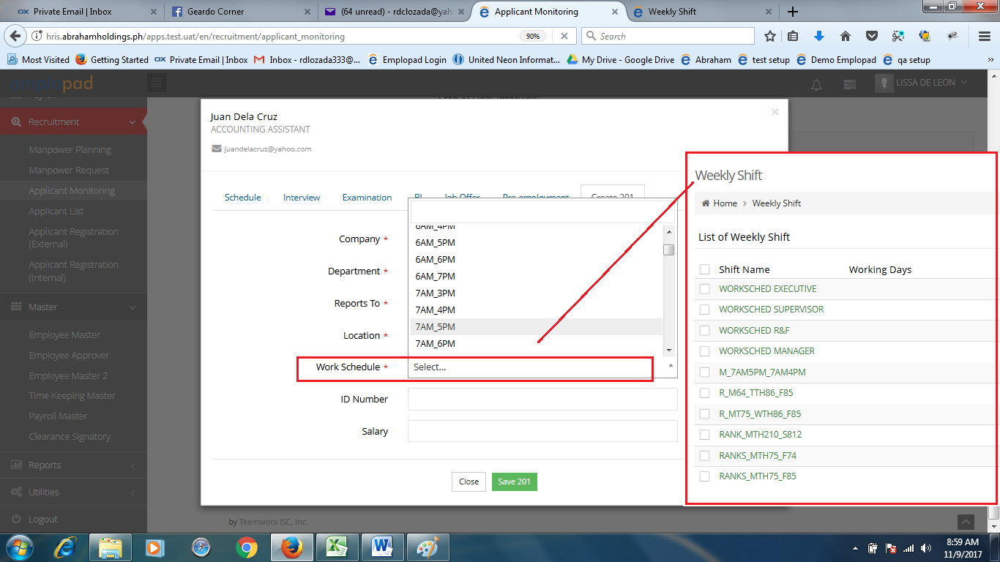 Private Email | Inbox
Geardo Corner
(64 unread) - rdclozada@yah
Applicant Monitoring
Weekly Shift
hris.abrahamholdings.ph/apps.test.uat/en/recruitment/applicant_monitoring
90%
Search
Most Visited
Getting Started
Private Email | Inbox
Inbox - rdlozada333@...
Emplopad Login
United Neon Informat...
My Drive - Google Drive
Abraham
test setup
Demo Emplopad
qa setup
emplopad
LISSA DE LEON
Recruitment
Manpower Planning
Manpower Request
Applicant Monitoring
Applicant List
Applicant Registration
(External)
Applicant Registration
(Internal)
Master
Employee Master
Employee Approver
Employee Master 2
Time Keeping Master
Payroll Master
Clearance Signatory
Reports
Utilities
Logout
Juan Dela Cruz
ACCOUNTING ASSISTANT
juandelacruz@yahoo.com
Schedule
Interview
Examination
BI
Job Offer
Pre-employment
Create 201
Company *
Department *
Reports To *
Location *
Work Schedule *
ID Number
Salary
6AM_4PM
6AM_5PM
6AM_6PM
6AM_7PM
7AM_3PM
7AM_4PM
7AM_5PM
7AM_6PM
Select...
Close
Save 201
by Teemworx ISC, Inc.
Weekly Shift
Home > Weekly Shift
List of Weekly Shift
Shift Name
Working Days
WORKSCHED EXECUTIVE
WORKSCHED SUPERVISOR
WORKSCHED R&F
WORKSCHED MANAGER
M_7AM5PM_7AM4PM
R_M64_TTH86_F85
R_MT75_WTH86_F85
RANK_MTH210_S812
RANKS_MTH75_F74
RANKS_MTH75_F85
8:59 AM
11/9/2017